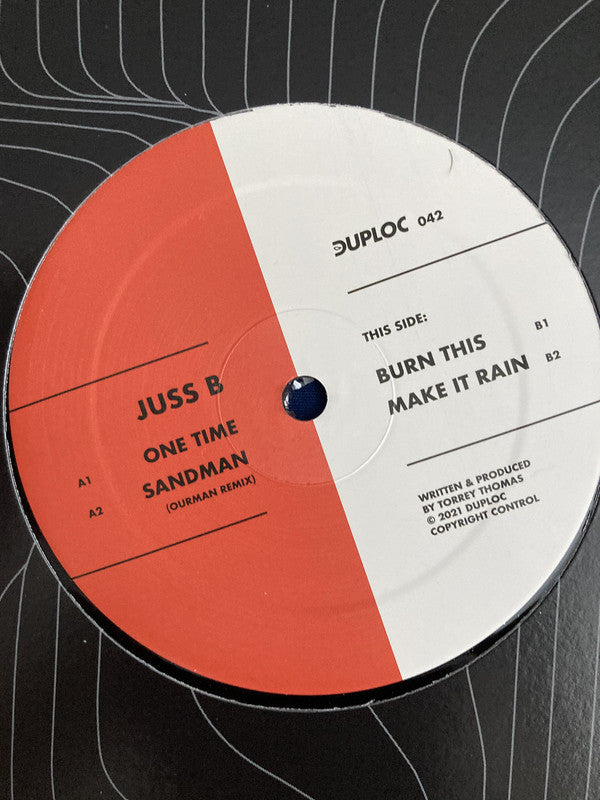 JUSS B
A1 ONE TIME
A2 SANDMAN
(OURMAN REMIX)
DUPLOC 042
THIS SIDE:
BURN THIS B1
MAKE IT RAIN B2
WRITTEN & PRODUCED
BY TORREY THOMAS
© 2021 DUPLOC
COPYRIGHT CONTROL